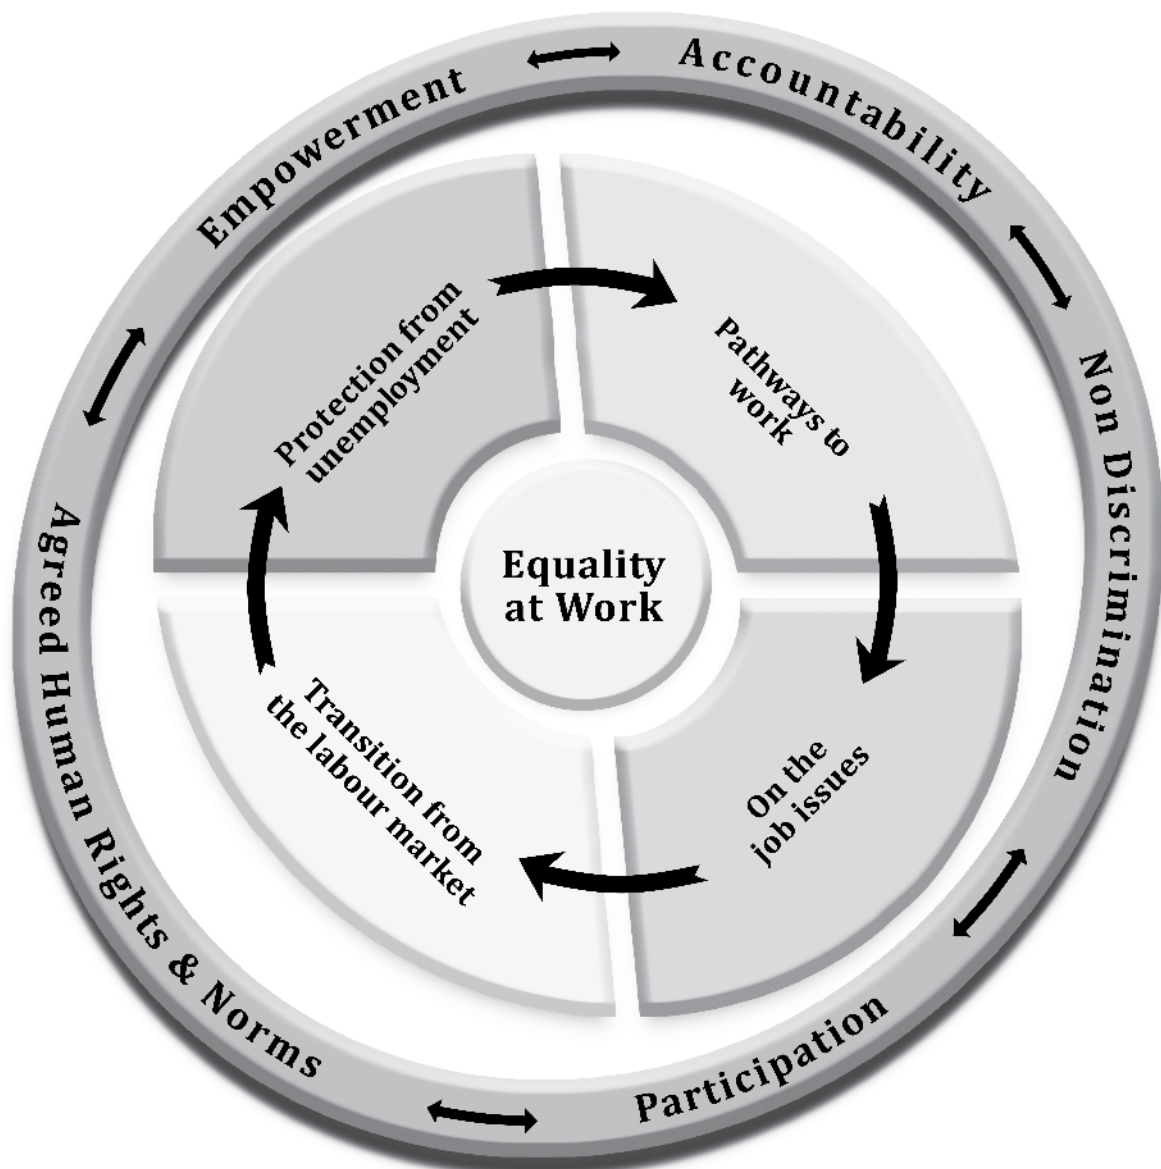 Empowerment
Accountability
Non Discrimination
Participation
Agreed Human Rights & Norms
Protection from
unemployment
Pathways to
work
On the
job issues
Transition from
the labour market
Equality
at Work